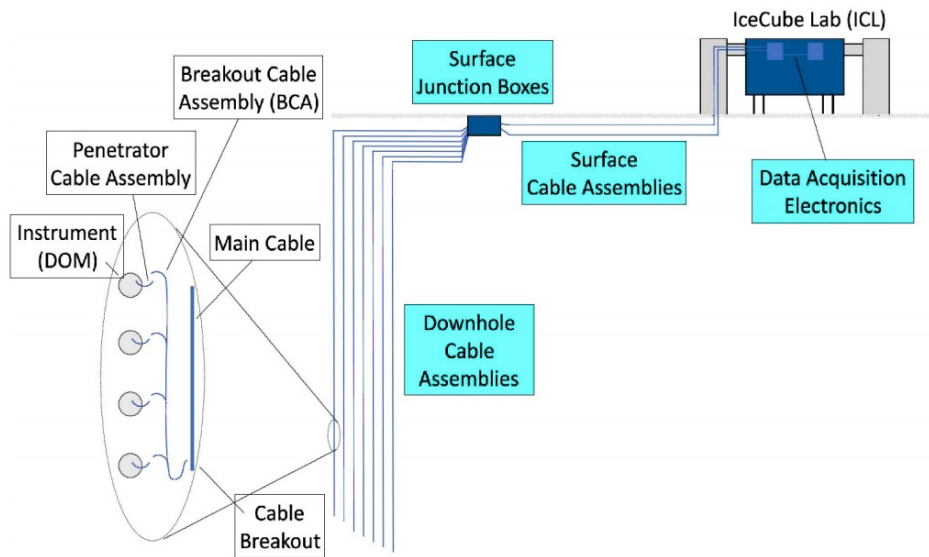 IceCube Lab (ICL)
Surface
Junction Boxes
Breakout Cable
Assembly (BCA)
Penetrator
Cable Assembly
Surface
Cable Assemblies
Data Acquisition
Electronics
Instrument
(DOM)
Main Cable
Downhole
Cable
Assemblies
Cable
Breakout